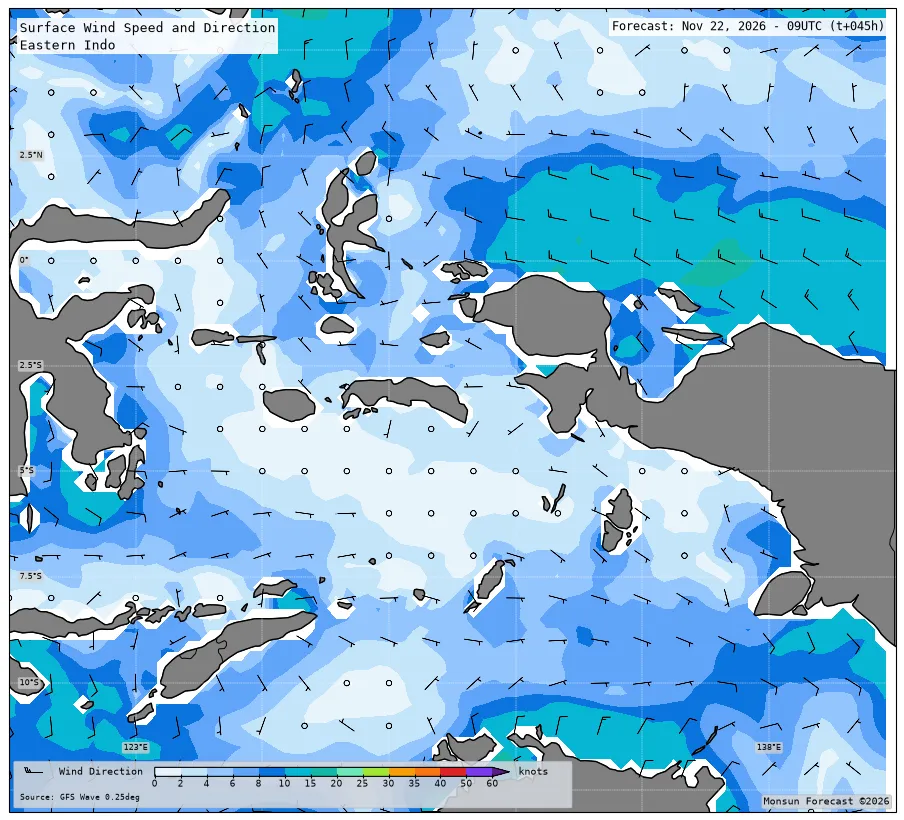 Surface Wind Speed and Direction
Eastern Indo
Forecast: Nov 22, 2026 - 09UTC (t+045h)
2.5°N
0°
2.5°S
5°S
7.5°S
10°S
123°E
138°E
Wind Direction
0 2 4 6 8 10 15 20 25 30 35 40 50 60
knots
Source: GFS Wave 0.25deg
Monsun Forecast ©2026